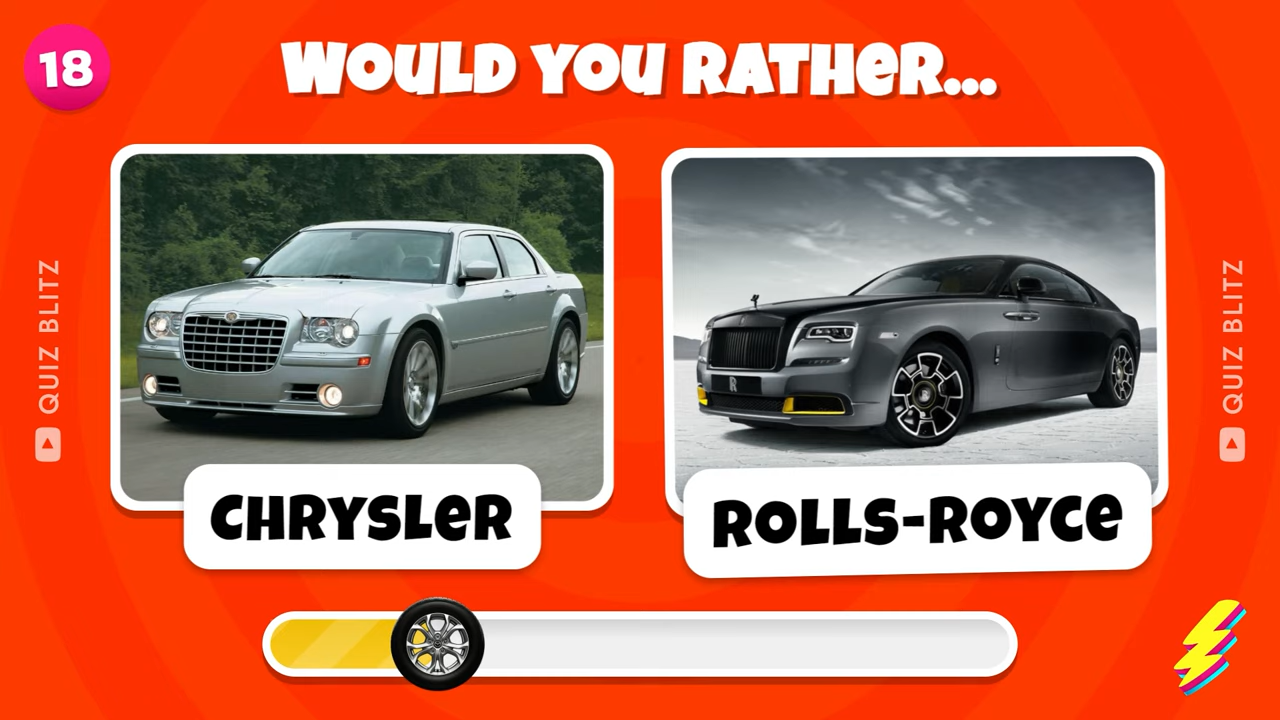 18
WOULD YOU RATHER...
QUIZ BLITZ
QUIZ BLITZ
CHRYSLER
ROLLS-ROYCE